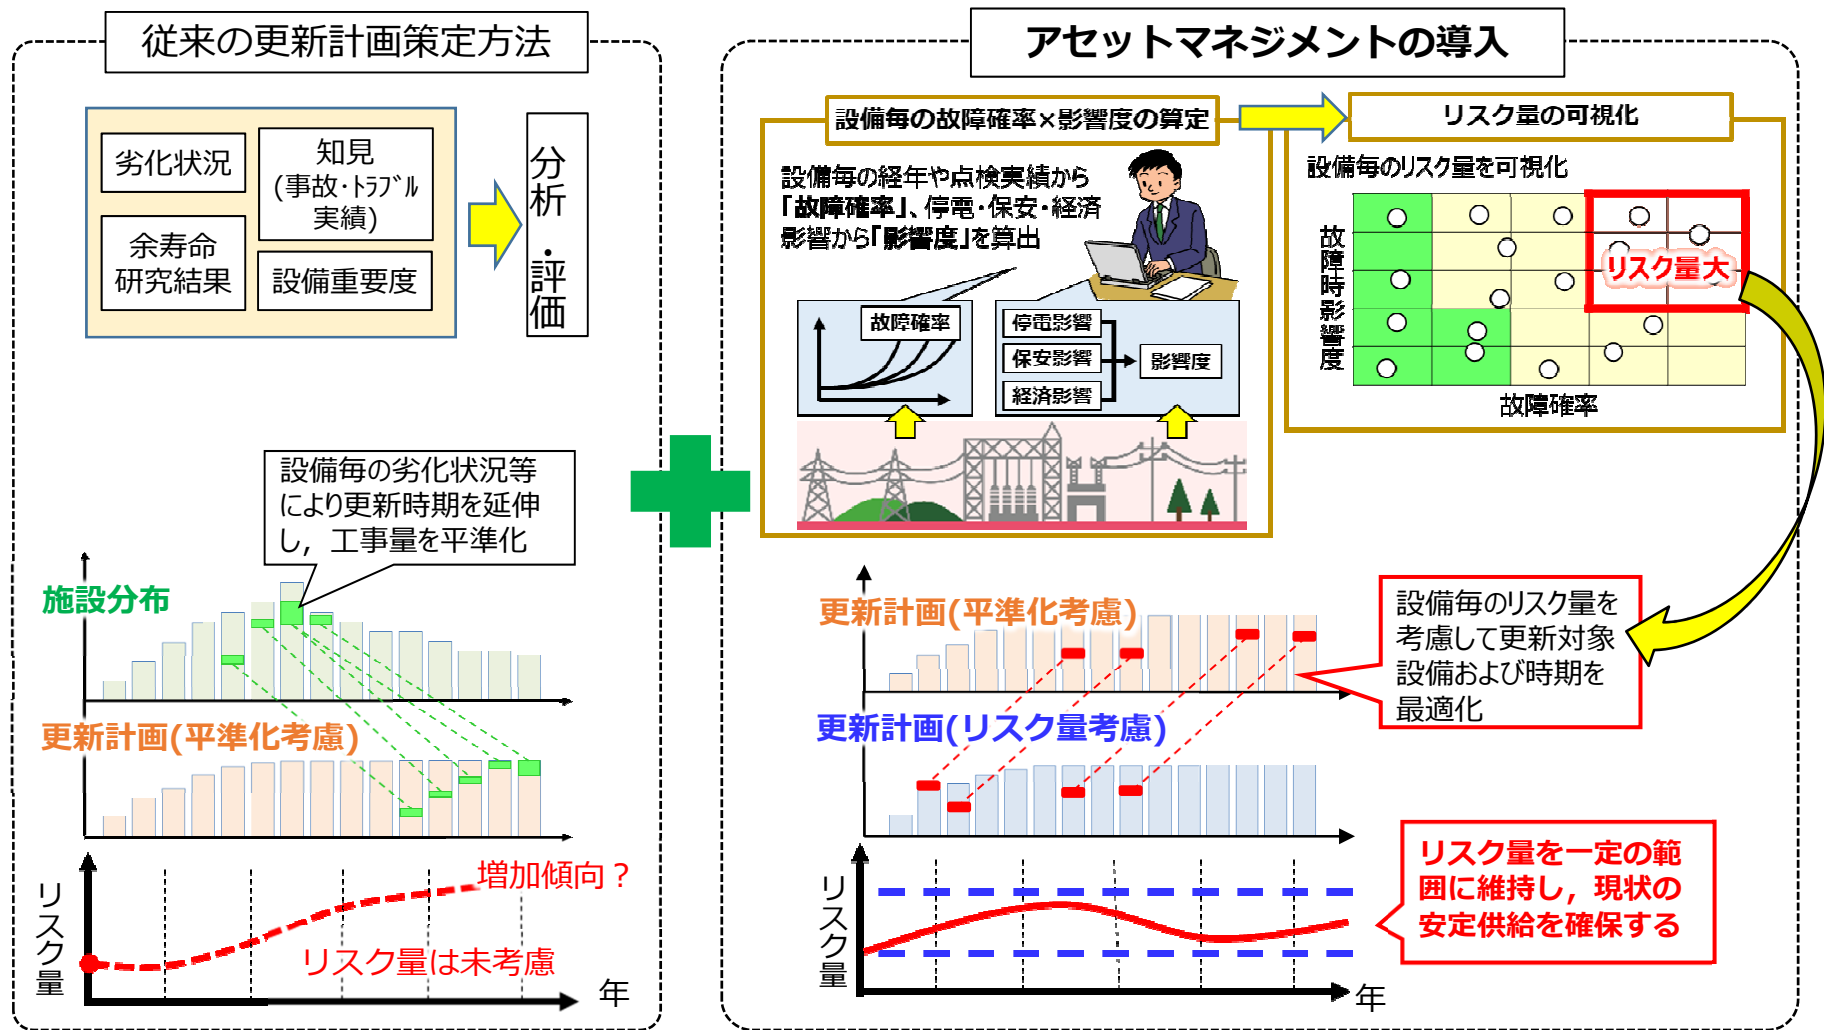 従来の更新計画策定方法
劣化状況
知見
(事故・ﾄﾗﾌﾞﾙ
実績)
余寿命
研究結果
設備重要度
分析・評価
設備毎の劣化状況等
により更新時期を延伸
し，工事量を平準化
施設分布
更新計画(平準化考慮)
増加傾向？
リスク量は未考慮
リスク量
年
アセットマネジメントの導入
設備毎の故障確率×影響度の算定
設備毎の経年や点検実績から
「故障確率」、停電・保安・経済
影響から「影響度」を算出
故障確率
停電影響
保安影響
経済影響
影響度
リスク量の可視化
設備毎のリスク量を可視化
故障時影響度
リスク量大
故障確率
更新計画(平準化考慮)
設備毎のリスク量を
考慮して更新対象
設備および時期を
最適化
更新計画(リスク量考慮)
リスク量
年
リスク量を一定の範
囲に維持し，現状の
安定供給を確保する